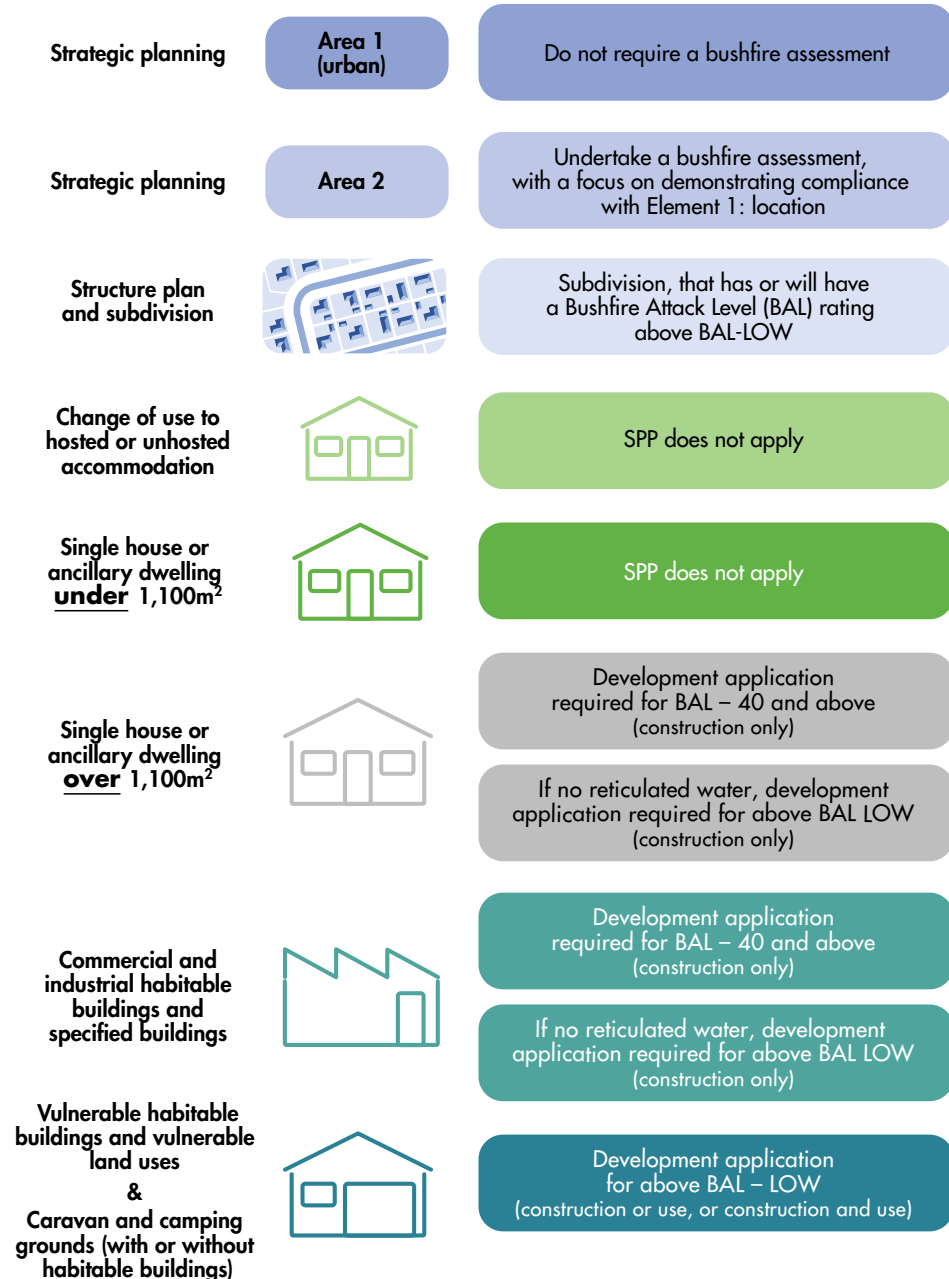 Strategic planning
Area 1
(urban)
Do not require a bushfire assessment
Strategic planning
Area 2
Undertake a bushfire assessment,
with a focus on demonstrating compliance
with Element 1: location
Structure plan
and subdivision
Subdivision, that has or will have
a Bushfire Attack Level (BAL) rating
above BAL-LOW
Change of use to
hosted or unhosted
accommodation
SPP does not apply
Single house or
ancillary dwelling
under 1,100m²
SPP does not apply
Single house or
ancillary dwelling
over 1,100m²
Development application
required for BAL – 40 and above
(construction only)
If no reticulated water, development
application required for above BAL LOW
(construction only)
Commercial and
industrial habitable
buildings and
specified buildings
Development application
required for BAL – 40 and above
(construction only)
If no reticulated water, development
application required for above BAL LOW
(construction only)
Vulnerable habitable
buildings and vulnerable
land uses
&
Caravan and camping
grounds (with or without
habitable buildings)
Development application
for above BAL – LOW
(construction or use, or construction and use)